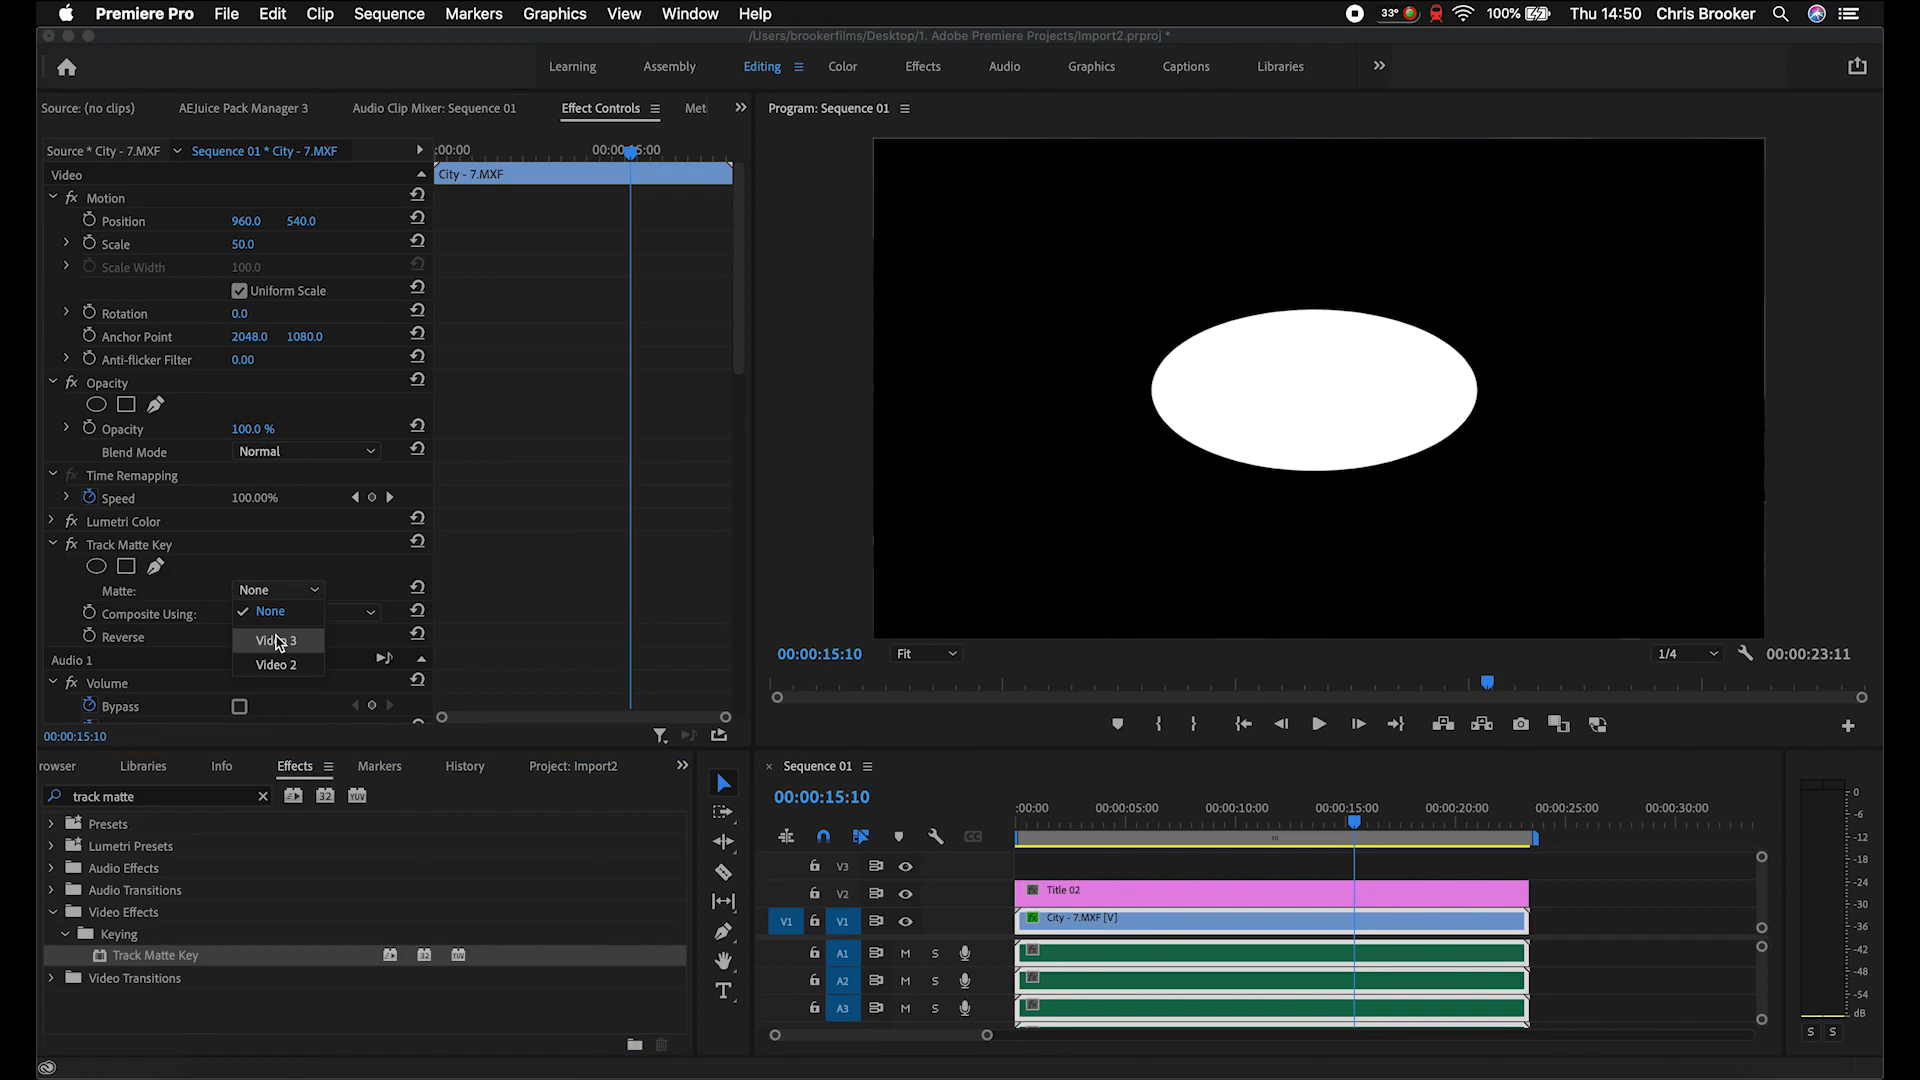 Premiere Pro File Edit Clip Sequence Markers Graphics View Window Help 33° 100% Thu 14:50 Chris Brooker
/Users/brookerfilms/Desktop/1. Adobe Premiere Projects/Import2.prproj *
Learning Assembly Editing Color Effects Audio Graphics Captions Libraries
Source: (no clips) AEJuice Pack Manager 3 Audio Clip Mixer: Sequence 01 Effect Controls Met
Program: Sequence 01
Source * City - 7.MXF Sequence 01 * City - 7.MXF :00:00
Video City - 7.MXF
fx Motion
Position 960.0 540.0
Scale 50.0
Scale Width 100.0
Uniform Scale
Rotation 0.0
Anchor Point 2048.0 1080.0
Anti-flicker Filter 0.00
fx Opacity
Opacity 100.0 %
Blend Mode Normal
fx Time Remapping
Speed 100.00%
fx Lumetri Color
fx Track Matte Key
Matte: None
None
Composite Using:
Video 3
Reverse
Video 2
Audio 1
fx Volume
Bypass
00:00:15:10
00:00:15:10 Fit 1/4 00:00:23:11
rowser Libraries Info Effects Markers History Project: Import2
track matte 32 YUV
Presets
Lumetri Presets
Audio Effects
Audio Transitions
Video Effects
Keying
Track Matte Key 32 YUV
Video Transitions
× Sequence 01
00:00:15:10
:00:00 00:00:05:00 00:00:10:00 00:00:15:00 00:00:20:00 00:00:25:00 00:00:30:00
CC
V3
V2 fx Title 02
V1 V1 fx City - 7.MXF [V]
A1 M S fx
A2 M S fx
A3 M S fx
0
-6
-12
-18
-24
-30
-36
-42
-48
-54
dB
S S